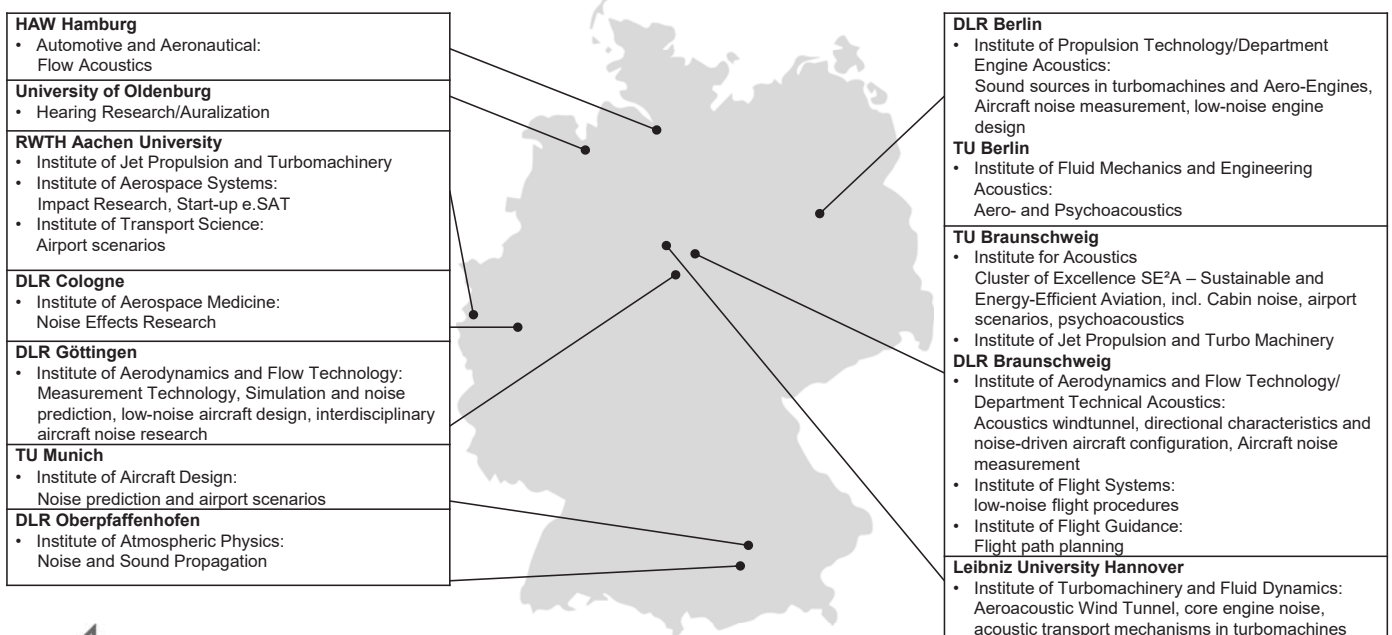 HAW Hamburg
• Automotive and Aeronautical:
Flow Acoustics
University of Oldenburg
• Hearing Research/Auralization
RWTH Aachen University
• Institute of Jet Propulsion and Turbomachinery
• Institute of Aerospace Systems:
Impact Research, Start-up e.SAT
• Institute of Transport Science:
Airport scenarios
DLR Cologne
• Institute of Aerospace Medicine:
Noise Effects Research
DLR Göttingen
• Institute of Aerodynamics and Flow Technology:
Measurement Technology, Simulation and noise
prediction, low-noise aircraft design, interdisciplinary
aircraft noise research
TU Munich
• Institute of Aircraft Design:
Noise prediction and airport scenarios
DLR Oberpfaffenhofen
• Institute of Atmospheric Physics:
Noise and Sound Propagation
DLR Berlin
• Institute of Propulsion Technology/Department
Engine Acoustics:
Sound sources in turbomachines and Aero-Engines,
Aircraft noise measurement, low-noise engine
design
TU Berlin
• Institute of Fluid Mechanics and Engineering
Acoustics:
Aero- and Psychoacoustics
TU Braunschweig
• Institute for Acoustics
Cluster of Excellence SE²A – Sustainable and
Energy-Efficient Aviation, incl. Cabin noise, airport
scenarios, psychoacoustics
• Institute of Jet Propulsion and Turbo Machinery
DLR Braunschweig
• Institute of Aerodynamics and Flow Technology/
Department Technical Acoustics:
Acoustics windtunnel, directional characteristics and
noise-driven aircraft configuration, Aircraft noise
measurement
• Institute of Flight Systems:
low-noise flight procedures
• Institute of Flight Guidance:
Flight path planning
Leibniz University Hannover
• Institute of Turbomachinery and Fluid Dynamics:
Aeroacoustic Wind Tunnel, core engine noise,
acoustic transport mechanisms in turbomachines